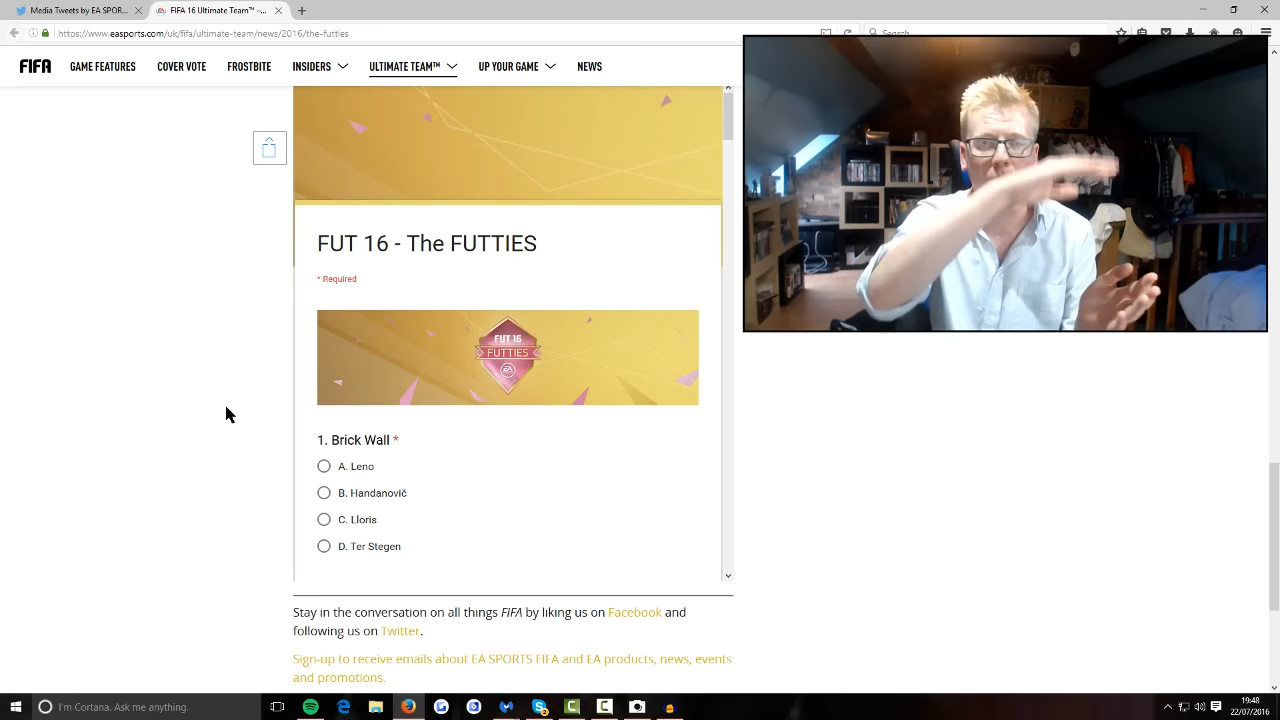 Media Tweets by EA SPOR...
FIFA 16 Ultimate Team™ –...
https://www.easports.com/uk/fifa/ultimate-team/news/2016/the-futties
Search
FIFA
GAME FEATURES
COVER VOTE
FROSTBITE
INSIDERS
ULTIMATE TEAM™
UP YOUR GAME
NEWS
FUT 16 - The FUTTIES
* Required
FUT 16
FUTTIES
EA
1. Brick Wall *
A. Leno
B. Handanovič
C. Lloris
D. Ter Stegen
Stay in the conversation on all things FIFA by liking us on Facebook and
following us on Twitter.
Sign-up to receive emails about EA SPORTS FIFA and EA products, news, events
and promotions.
I'm Cortana. Ask me anything.
19:48
22/07/2016